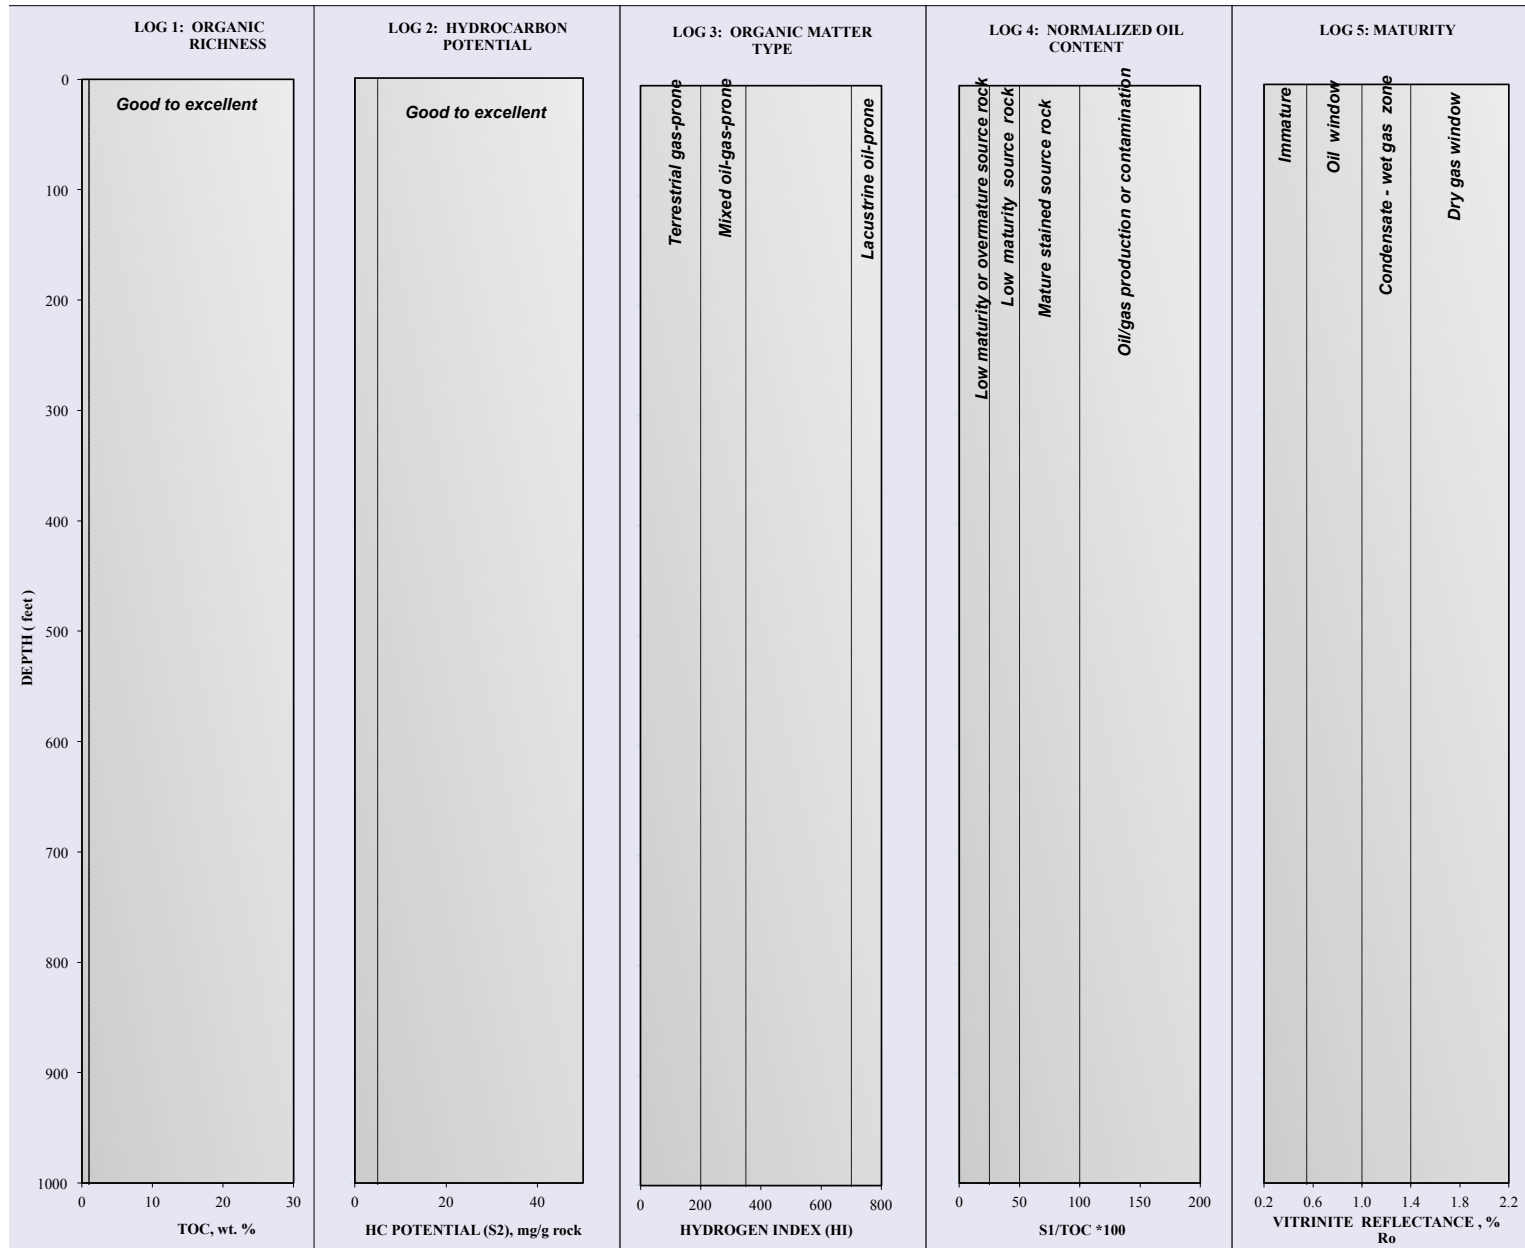 LOG 1:  ORGANIC
RICHNESS
LOG 2:  HYDROCARBON
POTENTIAL
LOG 3:  ORGANIC MATTER
TYPE
LOG 4:  NORMALIZED OIL
CONTENT
LOG 5: MATURITY
Good to excellent
Good to excellent
Terrestrial gas-prone
Mixed oil-gas-prone
Lacustrine oil-prone
Low maturity or overmature source rock
Low  maturity  source  rock
Mature stained source rock
Oil/gas production or contamination
Immature
Oil  window
Condensate - wet gas  zone
Dry gas window
DEPTH ( feet )
0
100
200
300
400
500
600
700
800
900
1000
0 10 20 30
TOC, wt. %
0 20 40
HC POTENTIAL (S2), mg/g rock
0 200 400 600 800
HYDROGEN INDEX (HI)
0 50 100 150 200
S1/TOC *100
0.2 0.6 1.0 1.4 1.8 2.2
VITRINITE  REFLECTANCE , %
Ro